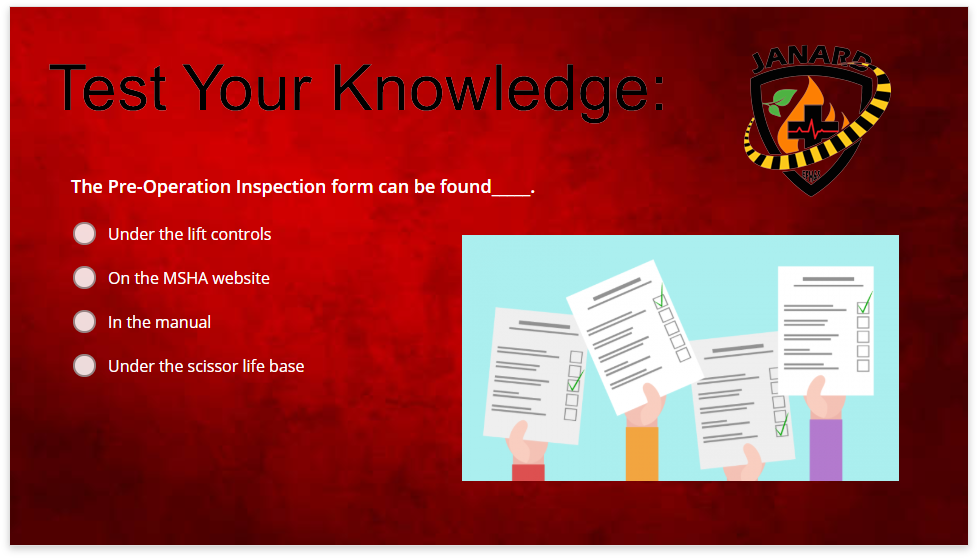 JANARD
Test Your Knowledge:
The Pre-Operation Inspection form can be found_____.
Under the lift controls
On the MSHA website
In the manual
Under the scissor life base